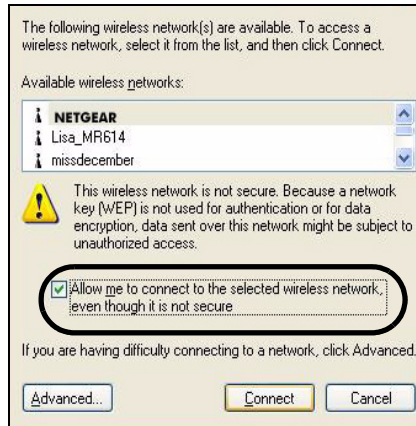 The following wireless network(s) are available. To access a
wireless network, select it from the list, and then click Connect.
Available wireless networks:
NETGEAR
Lisa_MR614
missdecember
This wireless network is not secure. Because a network
key (WEP) is not used for authentication or for data
encryption, data sent over this network might be subject to
unauthorized access.
Allow me to connect to the selected wireless network,
even though it is not secure
If you are having difficulty connecting to a network, click Advanced.
Advanced...
Connect
Cancel